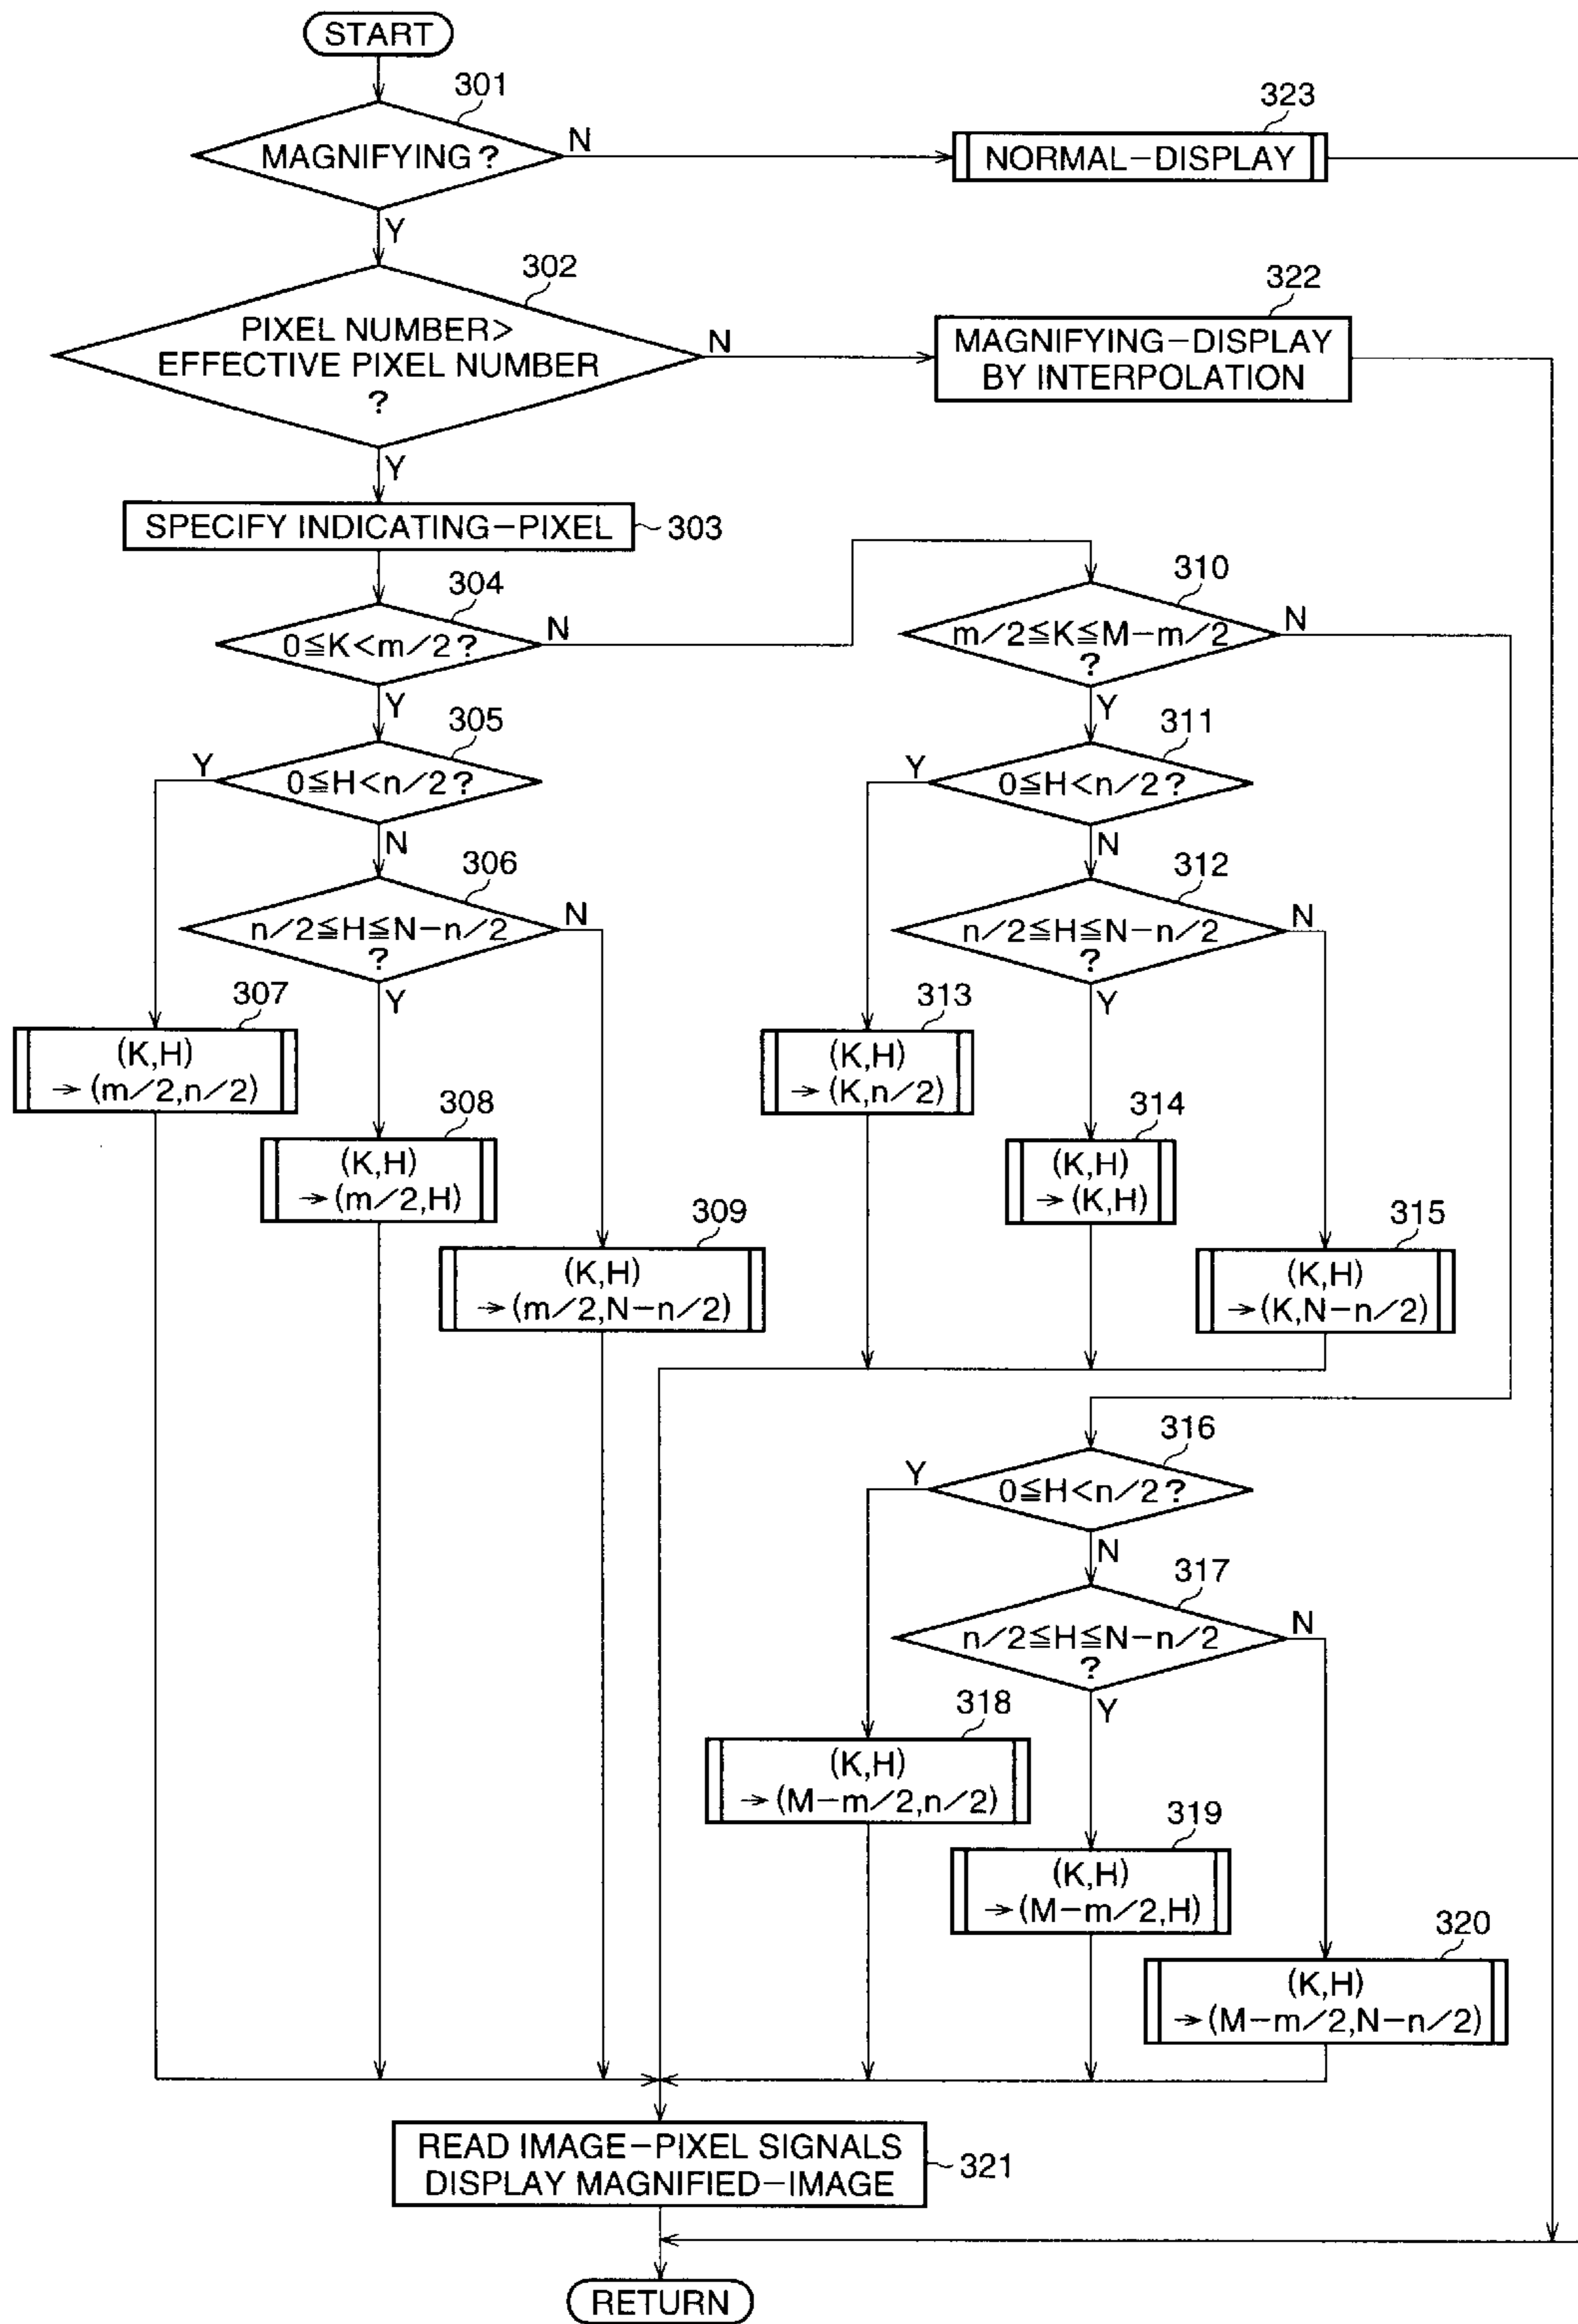 START
301
MAGNIFYING?
N
323
NORMAL-DISPLAY
Y
302
PIXEL NUMBER>
EFFECTIVE PIXEL NUMBER
?
N
322
MAGNIFYING-DISPLAY
BY INTERPOLATION
Y
SPECIFY INDICATING-PIXEL
303
304
0≦K<m/2?
N
310
m/2≦K≦M-m/2
?
N
Y
305
Y
0≦H<n/2?
N
306
n/2≦H≦N-n/2
?
N
Y
307
(K,H)
→(m/2,n/2)
308
(K,H)
→(m/2,H)
309
(K,H)
→(m/2,N-n/2)
Y
311
Y
0≦H<n/2?
N
312
n/2≦H≦N-n/2
?
N
Y
313
(K,H)
→(K,n/2)
314
(K,H)
→(K,H)
315
(K,H)
→(K,N-n/2)
316
Y
0≦H<n/2?
N
317
n/2≦H≦N-n/2
?
N
Y
318
(K,H)
→(M-m/2,n/2)
319
(K,H)
→(M-m/2,H)
320
(K,H)
→(M-m/2,N-n/2)
READ IMAGE-PIXEL SIGNALS
DISPLAY MAGNIFIED-IMAGE
321
RETURN